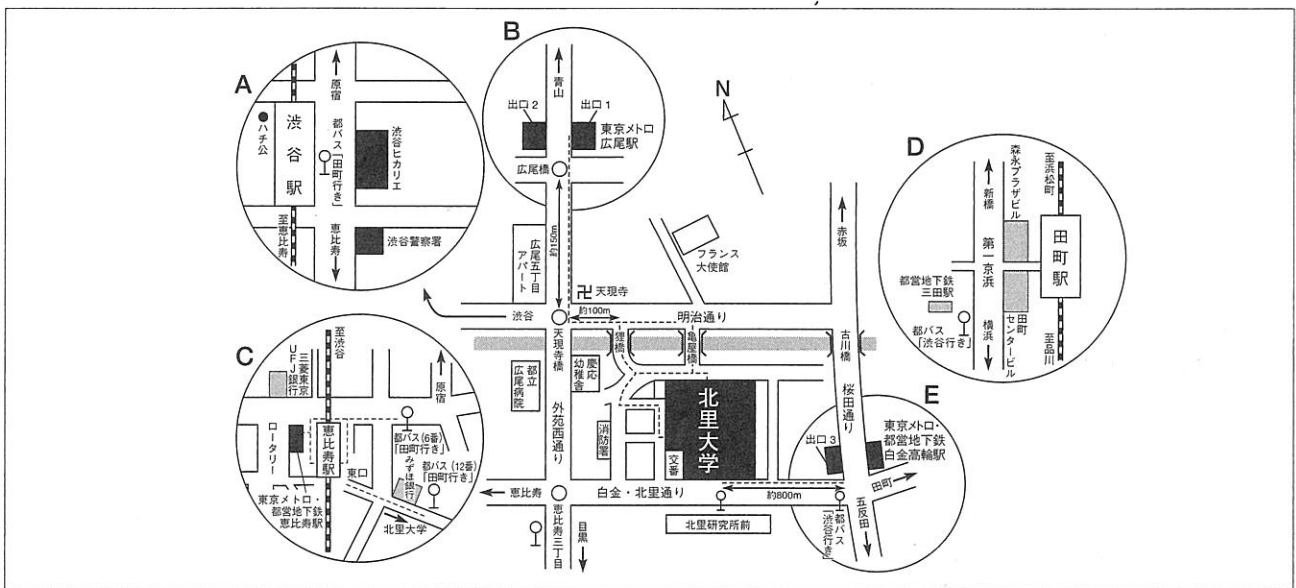 A
原宿
渋谷駅
ハチ公
都バス「田町行き」
渋谷ヒカリエ
至恵比寿
恵比寿
渋谷警察署
B
青山
出口2
出口1
東京メトロ
広尾駅
広尾橋
約150m
広尾五丁目
アパート
N
フランス
大使館
卍天現寺
渋谷
約100m
明治通り
赤坂
D
新橋
森永プラザビル
至浜松町
第一京浜
田町駅
都営地下鉄
三田駅
都バス
「渋谷行き」
横浜
田町
センタービル
至品川
C
至渋谷
三菱東京
UFJ銀行
原宿
ロータリー
恵比寿駅
都バス(6番)
「田町行き」
みずほ銀行
都バス(12番)
「田町行き」
東口
東京メトロ・
都営地下鉄
恵比寿駅
北里大学
天現寺橋
狸橋
亀屋橋
古川橋
都立
広尾病院
慶応
幼稚舎
外苑西通り
消防署
北里大学
交番
桜田通り
E
出口3
東京メトロ・
都営地下鉄
白金高輪駅
田町
恵比寿
白金・北里通り
約800m
恵比寿三丁目
目黒
北里研究所前
都バス
「渋谷行き」
五反田